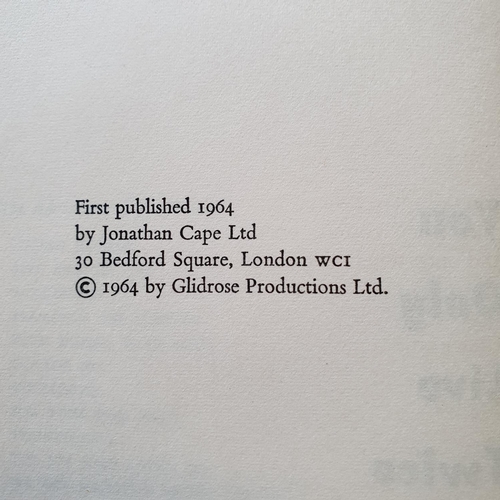 First published 1964
by Jonathan Cape Ltd
30 Bedford Square, London WC1
© 1964 by Glidrose Productions Ltd.